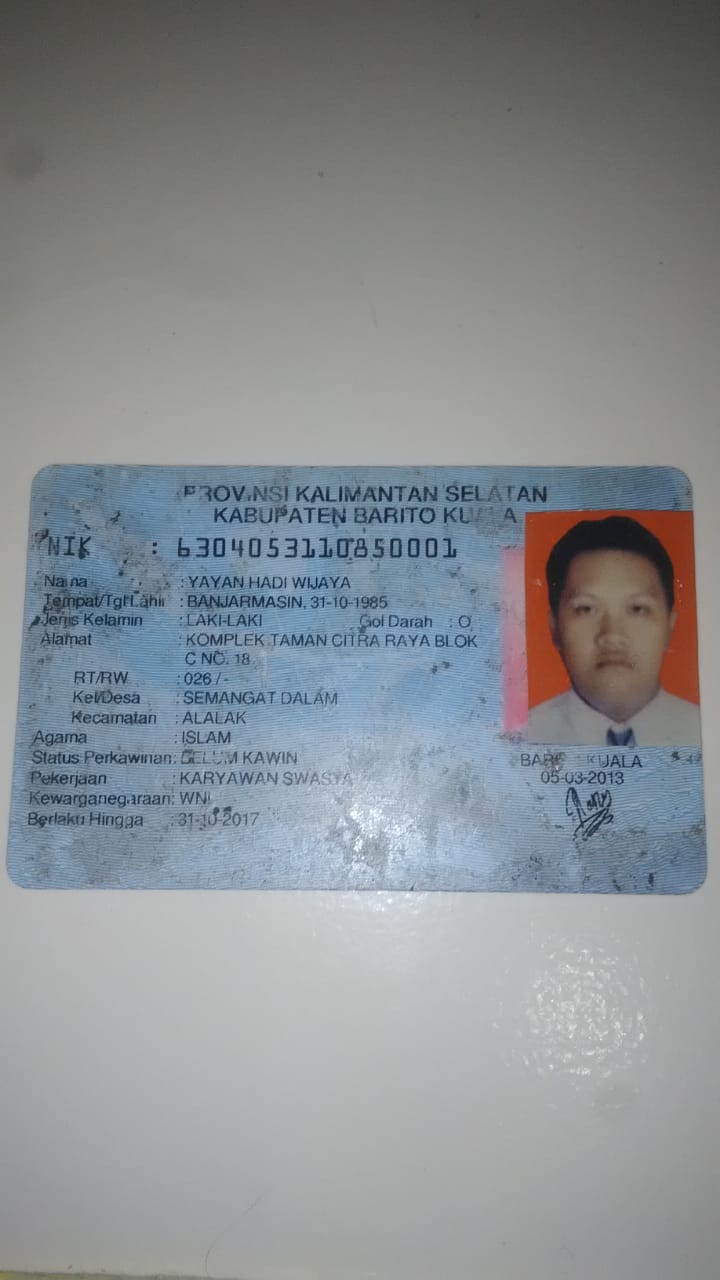 PROVINSI KALIMANTAN SELATAN
KABUPATEN BARITO KUALA
NIK : 6304053110850001
Nama : YAYAN HADI WIJAYA
Tempat/Tgl Lahir : BANJARMASIN, 31-10-1985
Jenis Kelamin : LAKI-LAKI Gol Darah : O
Alamat : KOMPLEK TAMAN CITRA RAYA BLOK
C NO. 18
RT/RW : 026 / -
Kel/Desa : SEMANGAT DALAM
Kecamatan : ALALAK
Agama : ISLAM
Status Perkawinan: BELUM KAWIN
Pekerjaan : KARYAWAN SWASTA
Kewarganegaraan: WNI
Berlaku Hingga : 31-10-2017
BARITO KUALA
05-03-2013